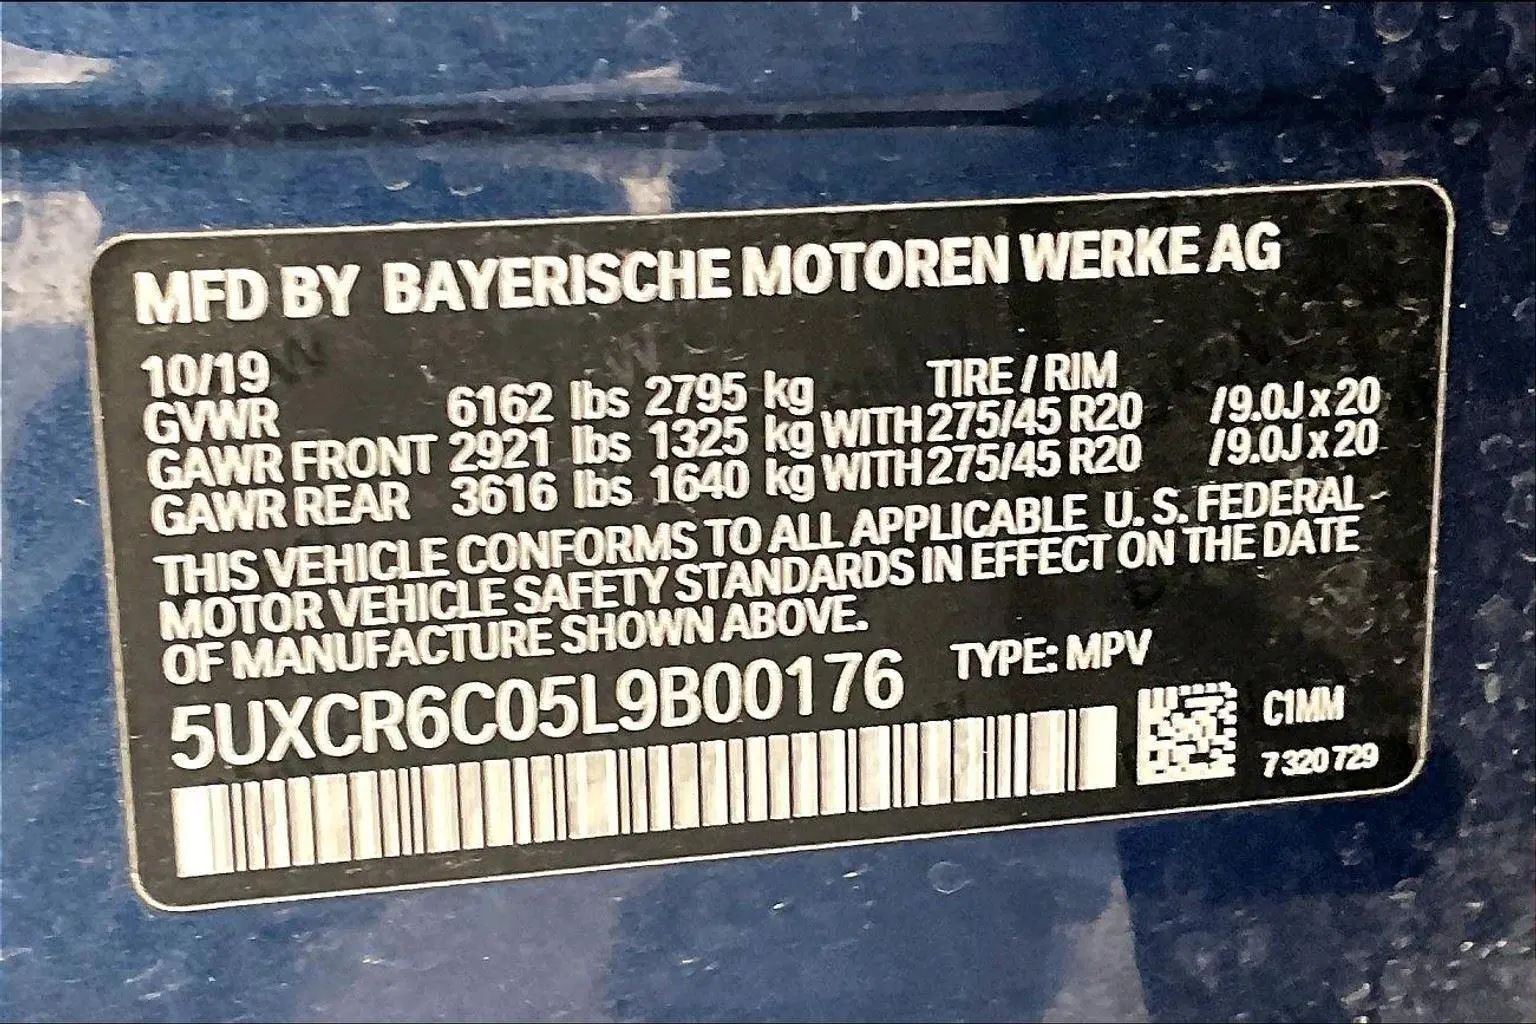 MFD BY BAYERISCHE MOTOREN WERKE AG
10/19 TIRE / RIM
GVWR 6162 lbs 2795 kg
GAWR FRONT 2921 lbs 1325 kg WITH 275/45 R20 /9.0J x 20
GAWR REAR 3616 lbs 1640 kg WITH 275/45 R20 /9.0J x 20
THIS VEHICLE CONFORMS TO ALL APPLICABLE U. S. FEDERAL
MOTOR VEHICLE SAFETY STANDARDS IN EFFECT ON THE DATE
OF MANUFACTURE SHOWN ABOVE.
5UXCR6C05L9B00176 TYPE: MPV
C1MM
7 320 729